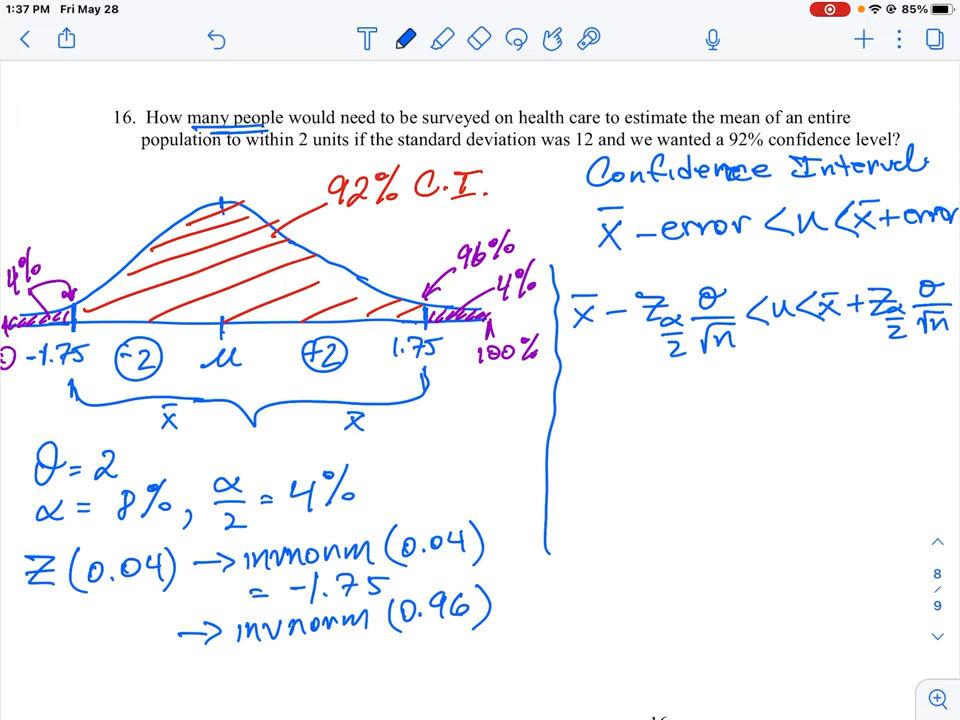 1:37 PM Fri May 28
85%
T
16. How many people would need to be surveyed on health care to estimate the mean of an entire
population to within 2 units if the standard deviation was 12 and we wanted a 92% confidence level?
Confidence Interval:
92% C.I.
x̄ - error < u < x̄ + error
4%
96%
4%
x̄ - Z α/2 σ/√n < u < x̄ + Z α/2 σ/√n
-1.75 -2 μ +2 1.75 100%
x̄ x̄
σ = 2
α = 8%, α/2 = 4%
Z (0.04) → invnorm (0.04)
= -1.75
→ invnorm (0.96)
8
/
9